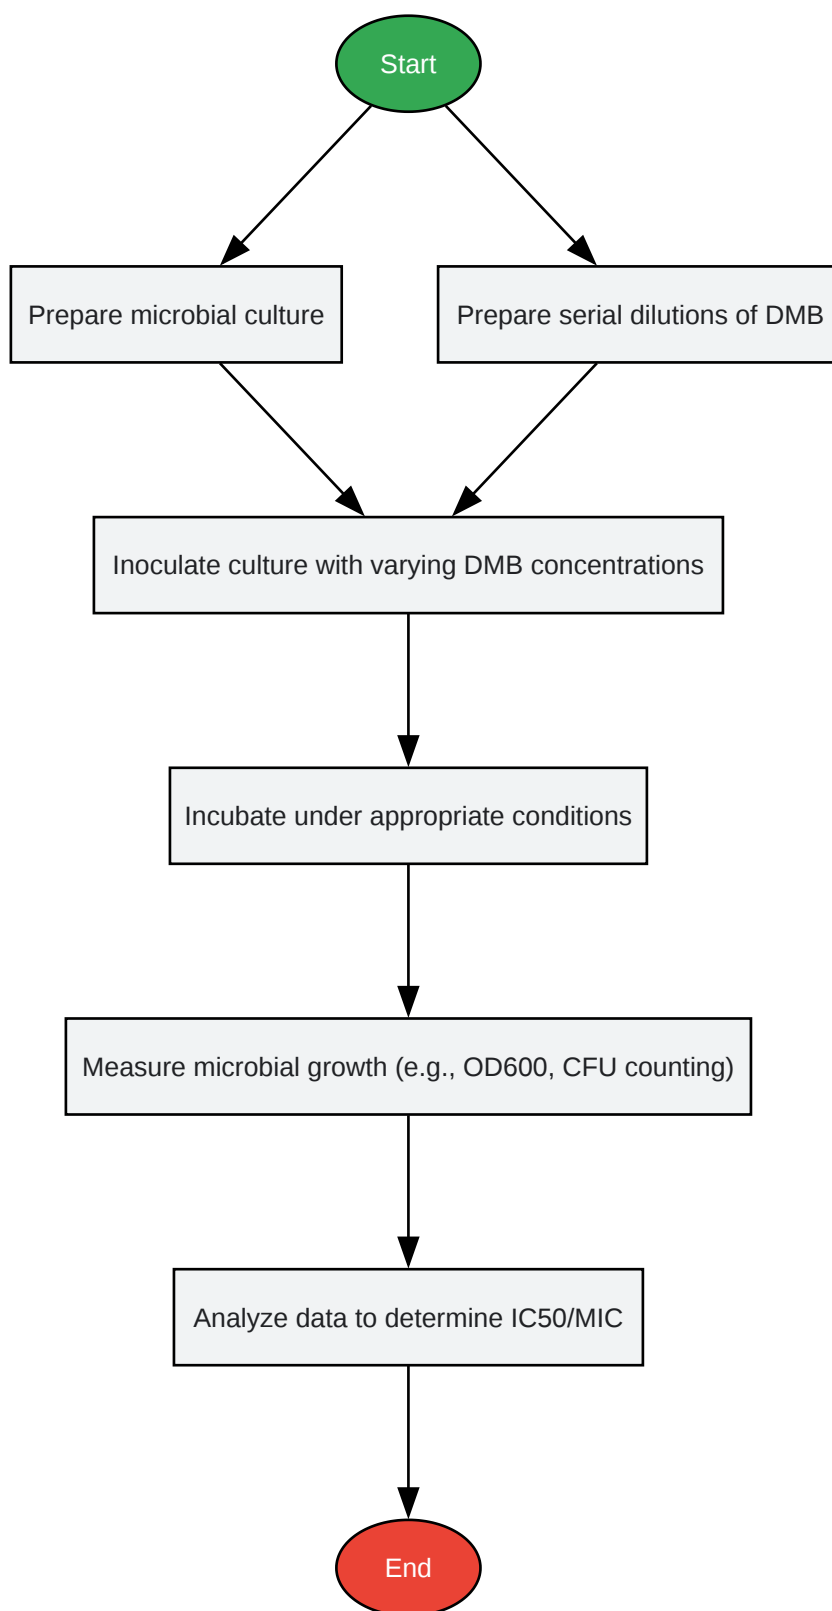 Start
Prepare microbial culture
Prepare serial dilutions of DMB
Inoculate culture with varying DMB concentrations
Incubate under appropriate conditions
Measure microbial growth (e.g., OD600, CFU counting)
Analyze data to determine IC50/MIC
End